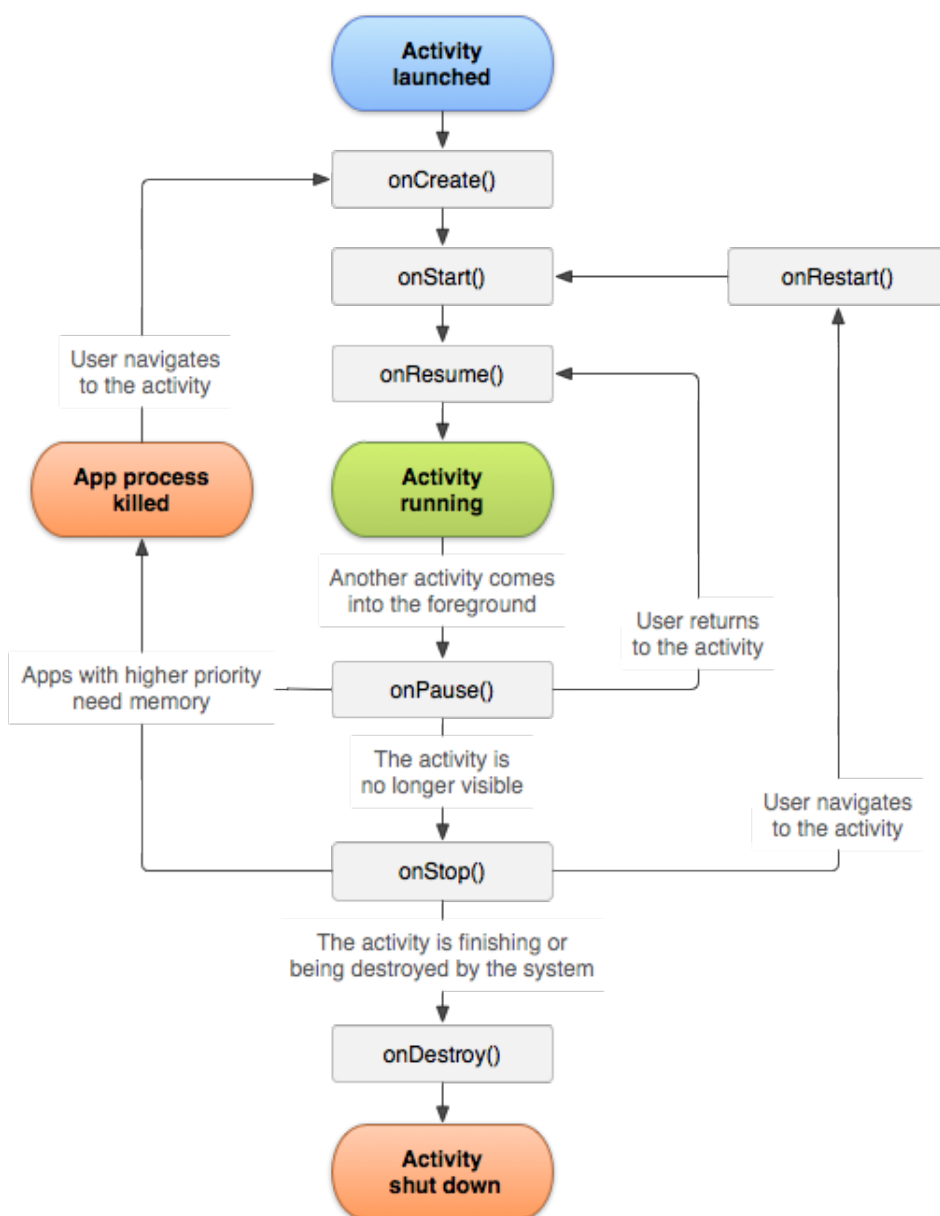 Activity
launched
onCreate()
onStart()
onRestart()
User navigates
to the activity
onResume()
App process
killed
Activity
running
Another activity comes
into the foreground
User returns
to the activity
Apps with higher priority
need memory
onPause()
The activity is
no longer visible
User navigates
to the activity
onStop()
The activity is finishing or
being destroyed by the system
onDestroy()
Activity
shut down